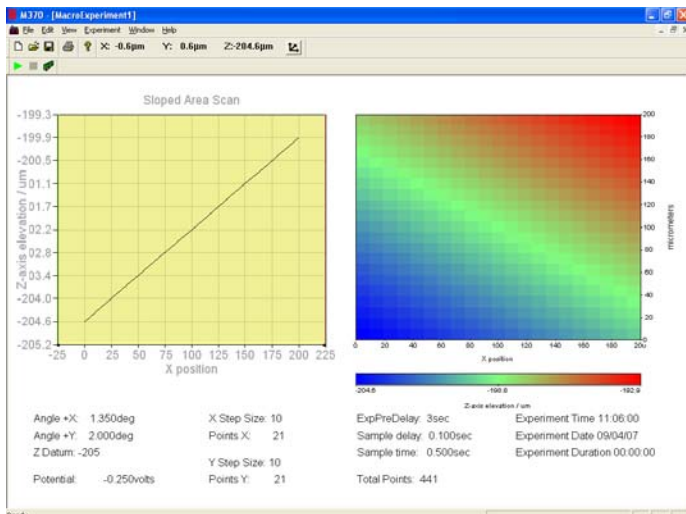 M370 - [MacroExperiment1]
File Edit View Experiment Window Help
X: -0.6µm Y: 0.6µm Z:-204.6µm
Sloped Area Scan
-199.3
-199.9
-200.5
01.1
01.7
02.2
02.8
03.4
-204.0
-204.6
-205.2
Z-axis elevation / um
-25 0 25 50 75 100 125 150 175 200 225
X position
200
180
160
140
120
100
80
60
40
20
0
micrometers
0 20 40 60 80 100 120 140 160 180 200
X position
-204.6 -198.8 -192.9
Z-axis elevation / um
Angle +X: 1.350deg
Angle +Y: 2.000deg
Z Datum: -205
Potential: -0.250volts
X Step Size: 10
Points X: 21
Y Step Size: 10
Points Y: 21
ExpPreDelay: 3sec
Sample delay: 0.100sec
Sample time: 0.500sec
Total Points: 441
Experiment Time 11:06:00
Experiment Date 09/04/07
Experiment Duration 00:00:00